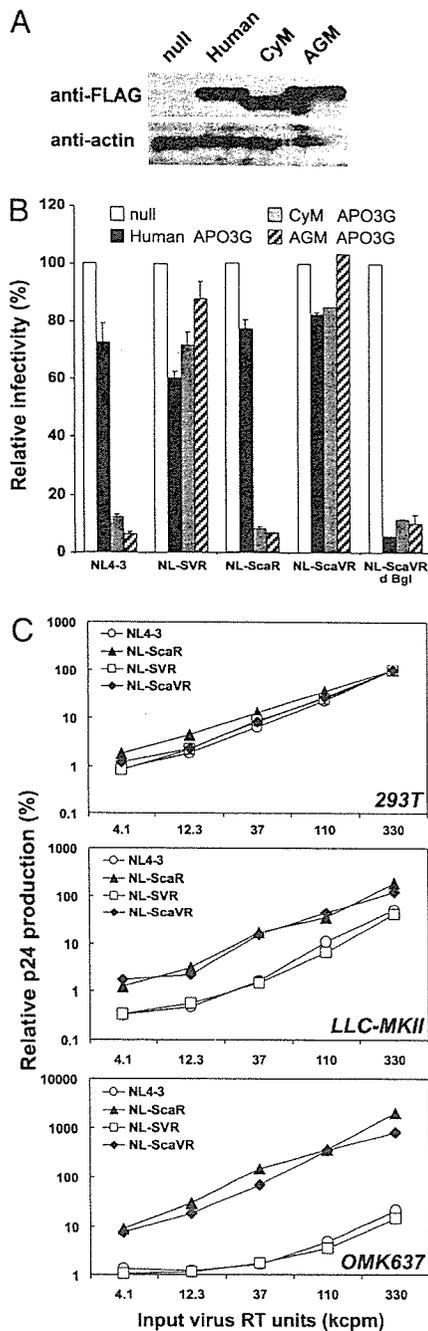 A
null Human CyM AGM
anti-FLAG
anti-actin
B
Relative infectivity (%)
120
100
80
60
40
20
0
null CyM APO3G
Human APO3G AGM APO3G
NL4-3 NL-SVR NL-ScaR NL-ScaVR NL-ScaVR
d Bgl
C
Relative p24 production (%)
1000
100
10
1
0.1
NL4-3
NL-ScaR
NL-SVR
NL-ScaVR
293T
4.1 12.3 37 110 330
1000
100
10
1
0.1
NL4-3
NL-ScaR
NL-SVR
NL-ScaVR
LLC-MKII
4.1 12.3 37 110 330
10000
1000
100
10
1
NL4-3
NL-ScaR
NL-SVR
NL-ScaVR
OMK637
4.1 12.3 37 110 330
Input virus RT units (kcpm)